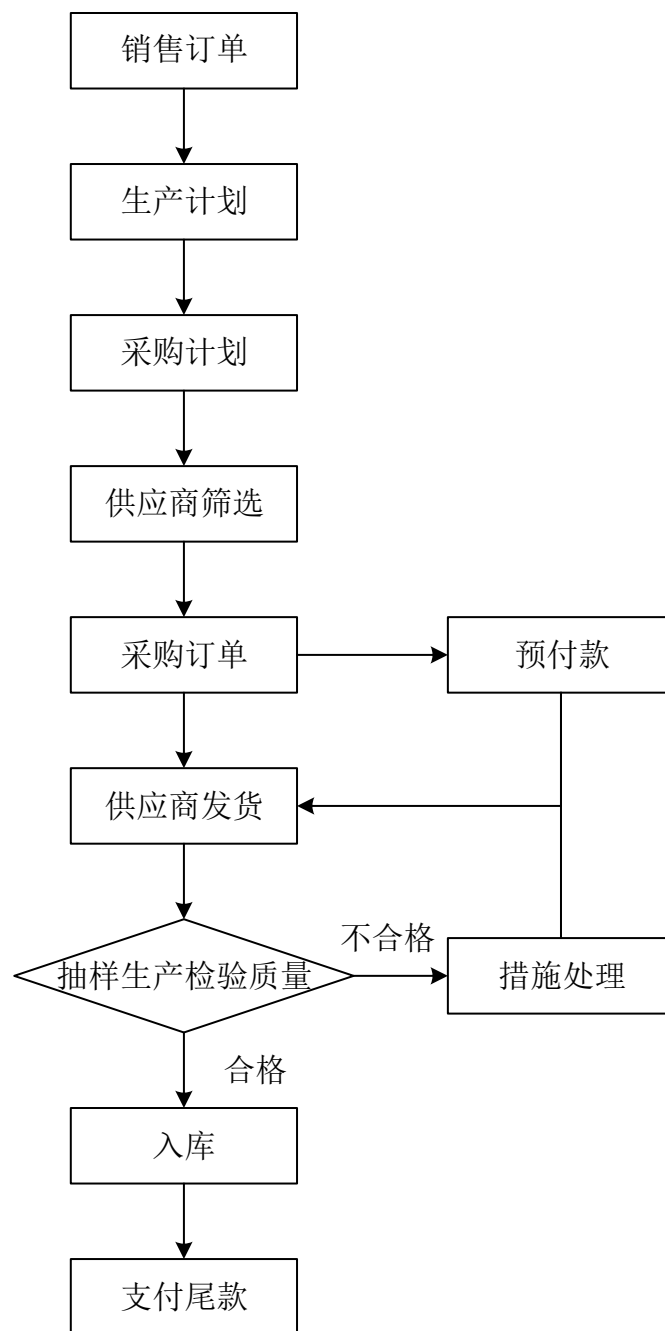 销售订单
生产计划
采购计划
供应商筛选
采购订单
预付款
供应商发货
不合格
抽样生产检验质量
措施处理
合格
入库
支付尾款